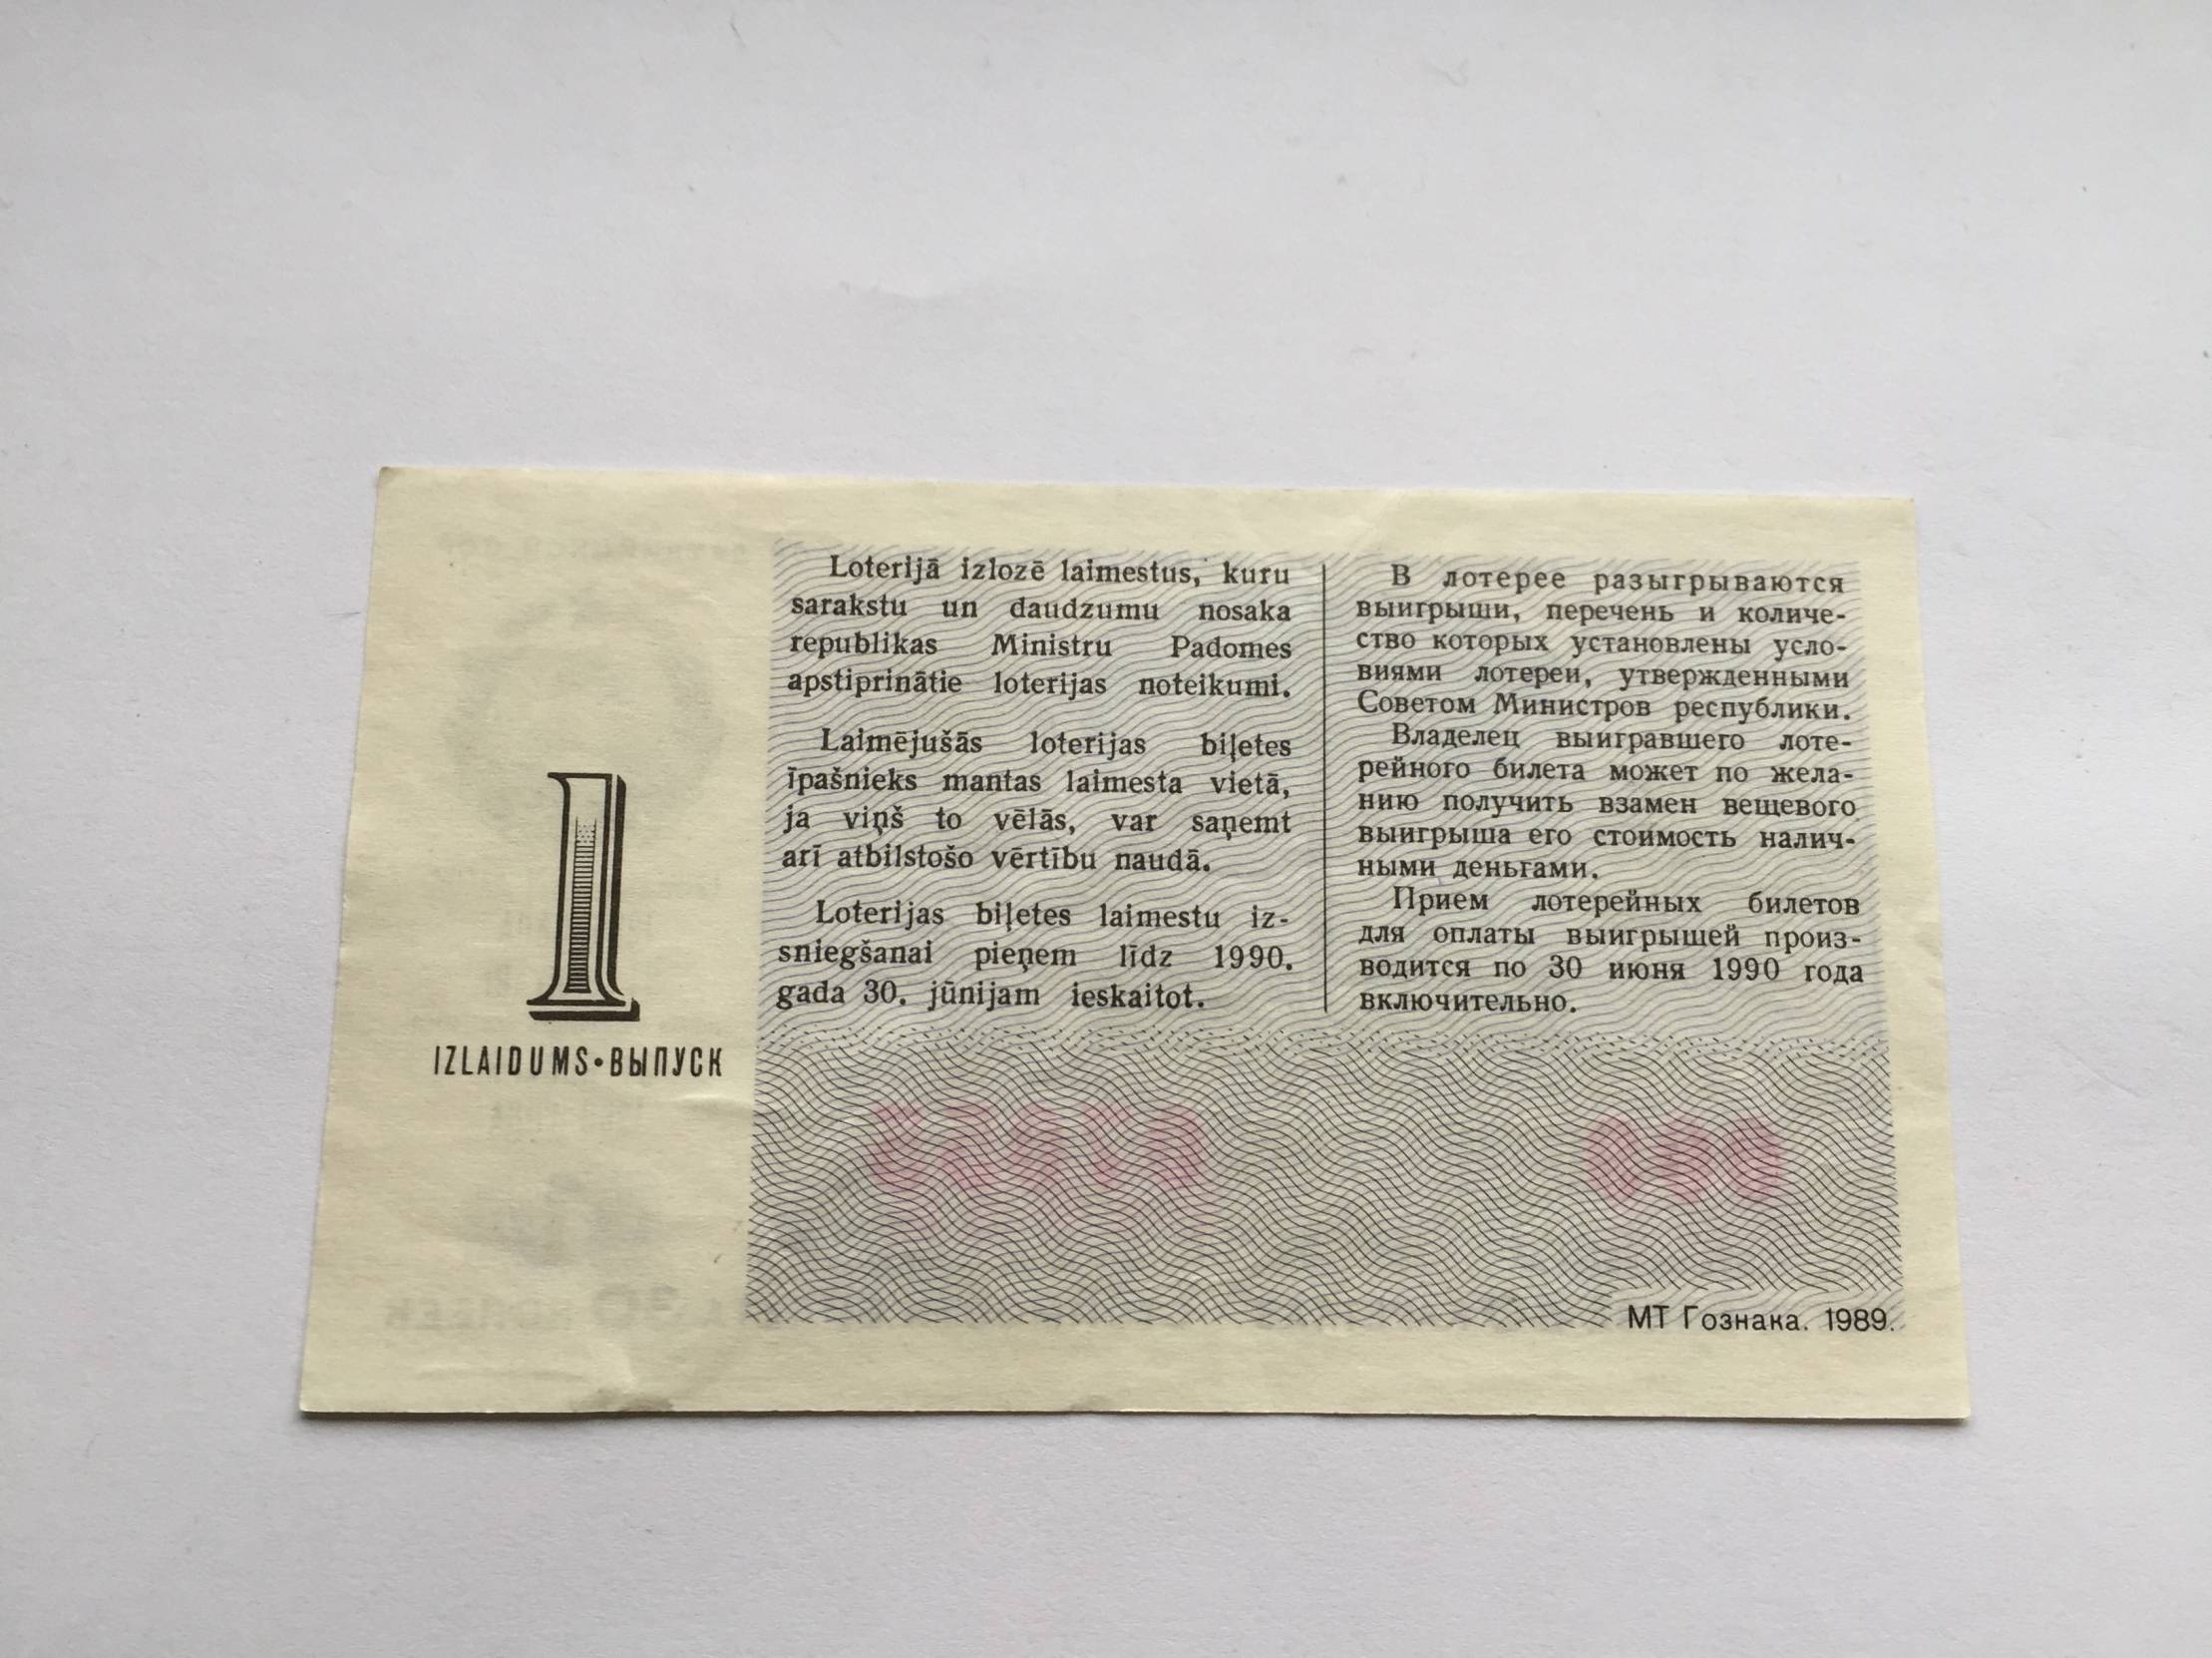 Loterijā izlozē laimestus, kuru
sarakstu un daudzumu nosaka
republikas Ministru Padomes
apstiprinātie loterijas noteikumi.
Laimējušās loterijas biļetes
īpašnieks mantas laimesta vietā,
ja viņš to vēlās, var saņemt
arī atbilstošo vērtību naudā.
Loterijas biļetes laimestu iz-
sniegšanai pieņem līdz 1990.
gada 30. jūnijam ieskaitot.
В лотерее разыгрываются
выигрыши, перечень и количе-
ство которых установлены усло-
виями лотереи, утвержденными
Советом Министров республики.
Владелец выигравшего лоте-
рейного билета может по жела-
нию получить взамен вещевого
выигрыша его стоимость налич-
ными деньгами.
Прием лотерейных билетов
для оплаты выигрышей произ-
водится по 30 июня 1990 года
включительно.
1
IZLAIDUMS•ВЫПУСК
МТ Гознака. 1989.